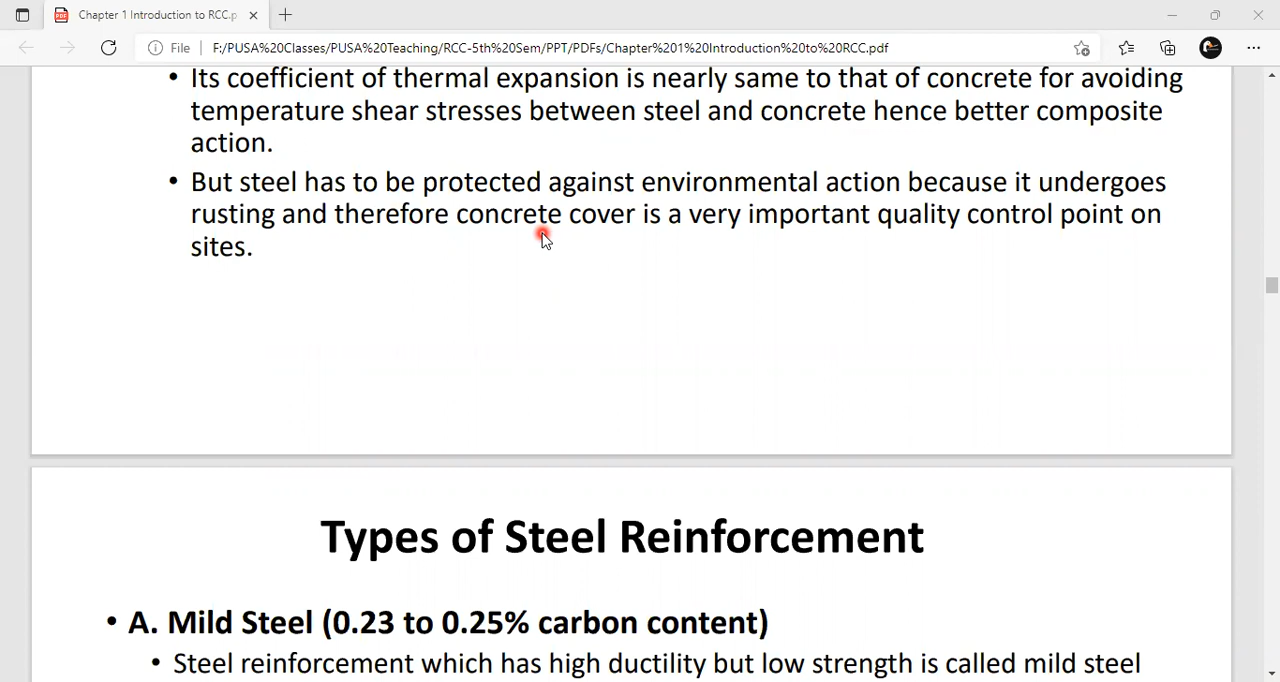 Chapter 1 Introduction to RCC.p
File
F:/PUSA%20Classes/PUSA%20Teaching/RCC-5th%20Sem/PPT/PDFs/Chapter%201%20Introduction%20to%20RCC.pdf
• Its coefficient of thermal expansion is nearly same to that of concrete for avoiding
temperature shear stresses between steel and concrete hence better composite
action.
• But steel has to be protected against environmental action because it undergoes
rusting and therefore concrete cover is a very important quality control point on
sites.
Types of Steel Reinforcement
• A. Mild Steel (0.23 to 0.25% carbon content)
• Steel reinforcement which has high ductility but low strength is called mild steel